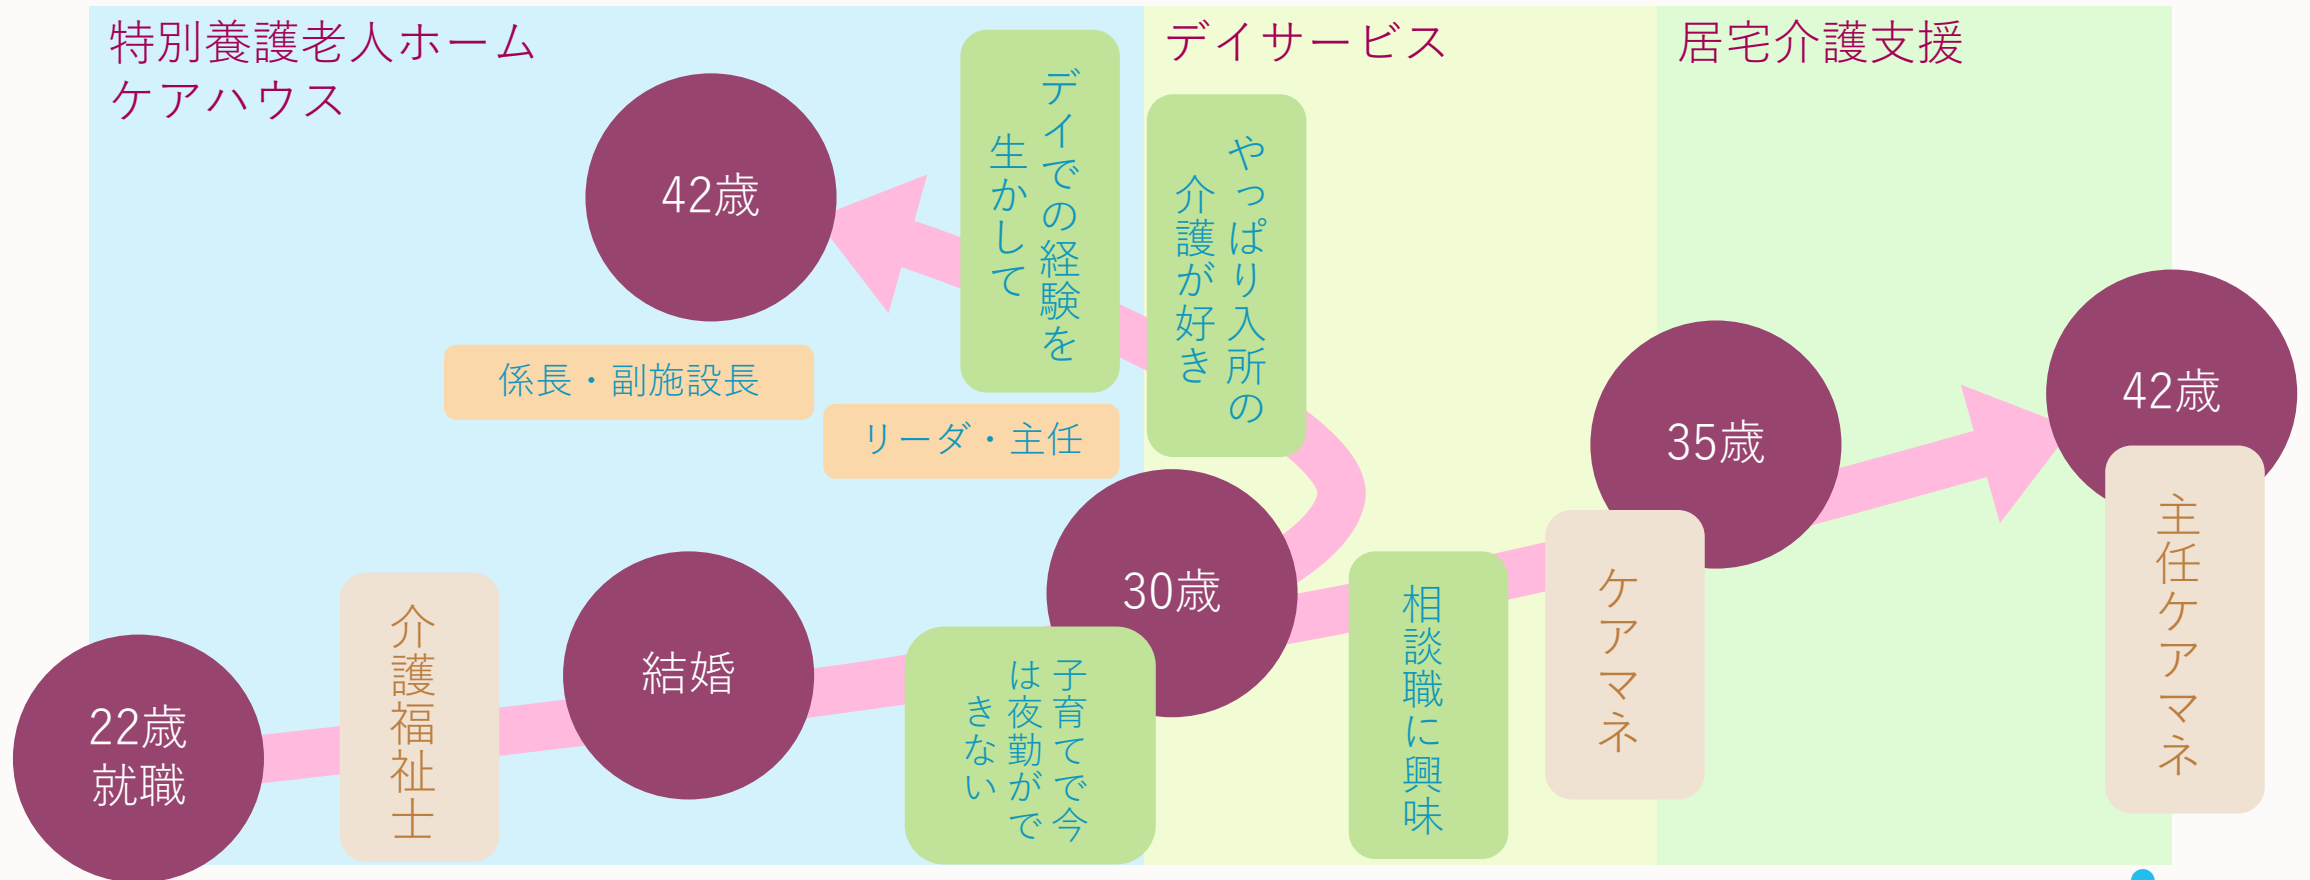 特別養護老人ホーム
ケアハウス
デイサービス
居宅介護支援
42歳
デイでの経験を
生かして
やっぱり入所の
介護が好き
係長・副施設長
リーダ・主任
22歳
就職
介護福祉士
結婚
子育てで今
は夜勤がで
きない
30歳
相談職に興味
ケアマネ
35歳
42歳
主任ケアマネ